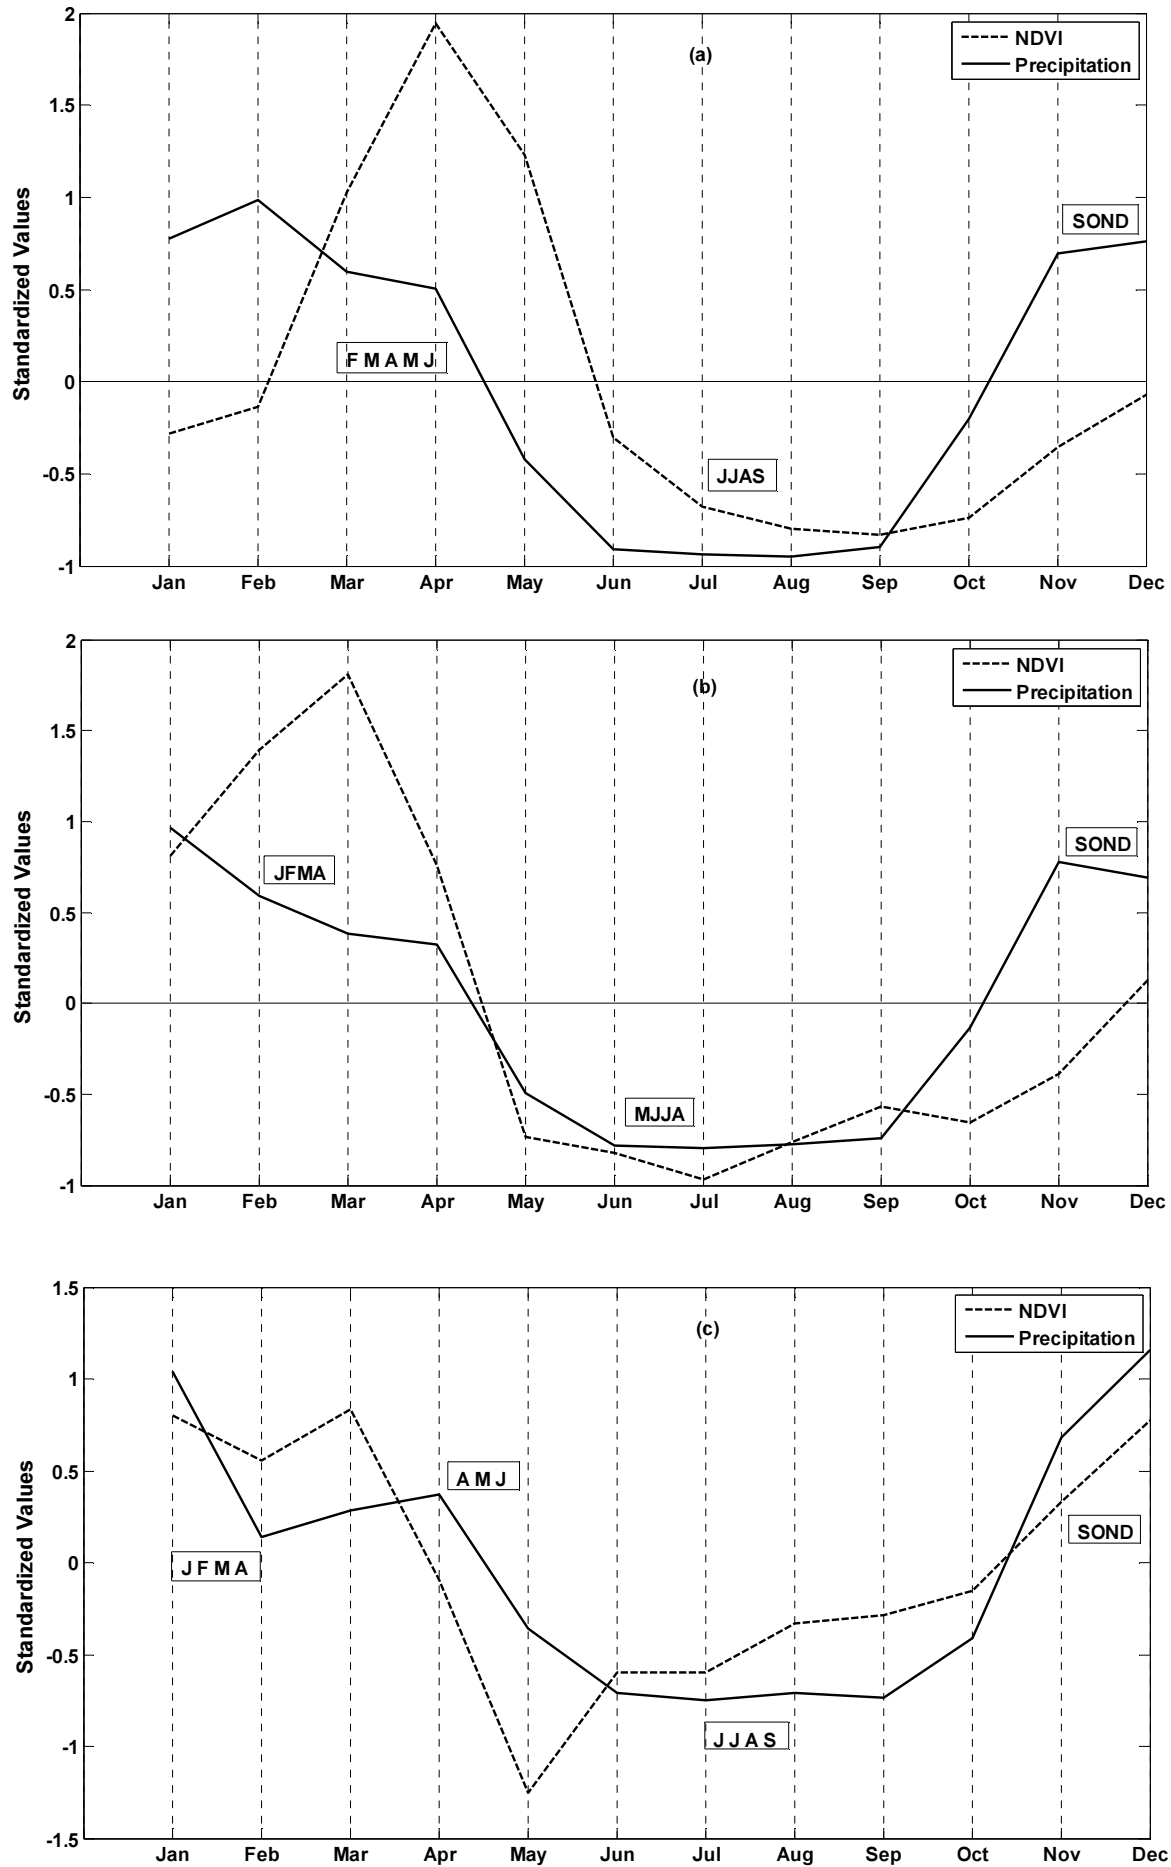 2
(a)
NDVI
Precipitation
1.5
1
SOND
0.5
F M A M J
0
-0.5
JJAS
-1
Standardized Values
Jan Feb Mar Apr May Jun Jul Aug Sep Oct Nov Dec
2
(b)
NDVI
Precipitation
1.5
1
SOND
JFMA
0.5
0
-0.5
MJJA
-1
Standardized Values
Jan Feb Mar Apr May Jun Jul Aug Sep Oct Nov Dec
1.5
(c)
NDVI
Precipitation
1
0.5
A M J
SOND
0
J F M A
-0.5
J J A S
-1
-1.5
Standardized Values
Jan Feb Mar Apr May Jun Jul Aug Sep Oct Nov Dec